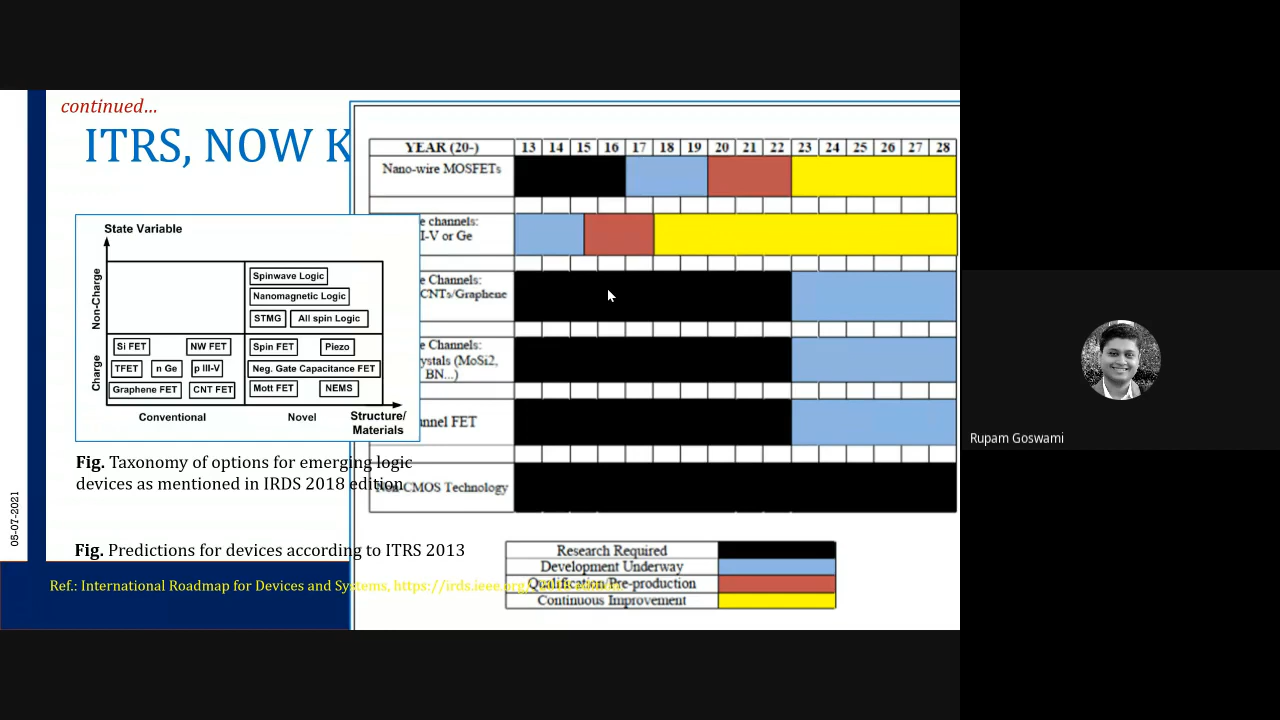 continued…
ITRS, NOW K
State Variable
Non-Charge
Charge
Spinwave Logic
Nanomagnetic Logic
STMG All spin Logic
Si FET NW FET Spin FET Piezo
TFET n Ge p III-V Neg. Gate Capacitance FET
Graphene FET CNT FET Mott FET NEMS
Conventional Novel Structure/
Materials
Fig. Taxonomy of options for emerging logic
devices as mentioned in IRDS 2018 edition
Fig. Predictions for devices according to ITRS 2013
Ref.: International Roadmap for Devices and Systems, https://irds.ieee.org/
YEAR (20-) 13 14 15 16 17 18 19 20 21 22 23 24 25 26 27 28
Nano-wire MOSFETs
e channels:
I-V or Ge
e Channels:
CNTs/Graphene
e Channels:
ystals (MoSi2,
BN...)
nnel FET
Non-CMOS Technology
Research Required
Development Underway
Qualification/Pre-production
Continuous Improvement
Rupam Goswami